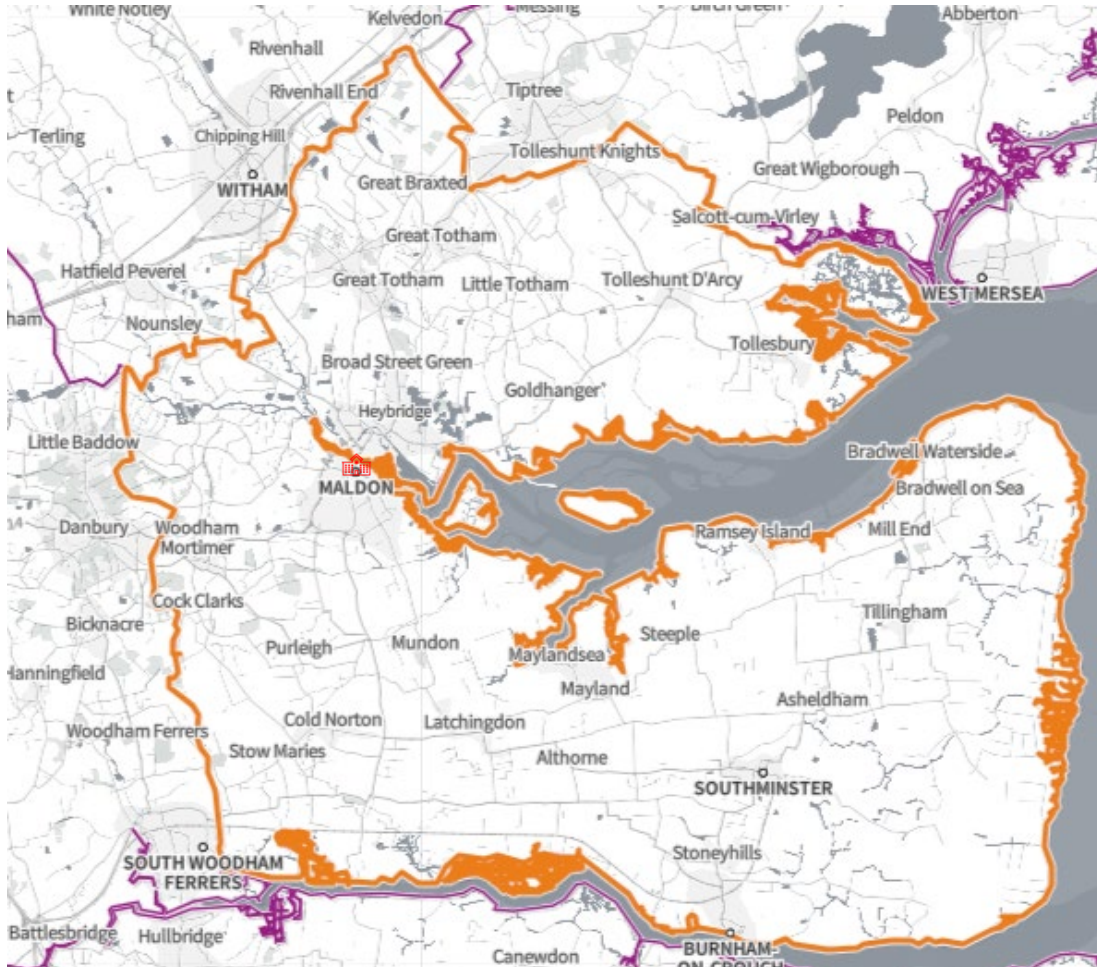 White Notley
Kelvedon
Messing
Birch Green
Abberton
Rivenhall
Rivenhall End
Tiptree
Terling
Chipping Hill
Peldon
Tolleshunt Knights
WITHAM
Great Braxted
Great Wigborough
Salcott-cum-Virley
Great Totham
Hatfield Peverel
Great Totham
Little Totham
Tolleshunt D'Arcy
WEST MERSEA
ham
Nounsley
Tollesbury
Broad Street Green
Goldhanger
Heybridge
Little Baddow
Bradwell Waterside
MALDON
Bradwell on Sea
Danbury
Woodham
Mortimer
Ramsey Island
Mill End
Cock Clarks
Bicknacre
Tillingham
Purleigh
Mundon
Steeple
Maylandsea
Hanningfield
Mayland
Asheldham
Cold Norton
Latchingdon
Woodham Ferrers
Stow Maries
Althorne
SOUTHMINSTER
SOUTH WOODHAM
FERRERS
Stoneyhills
Battlesbridge
Hullbridge
Canewdon
BURNHAM-
ON-CROUCH